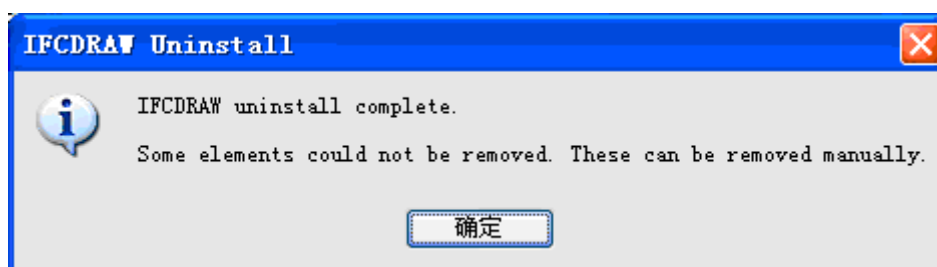 IFCDRAW Uninstall
IFCDRAW uninstall complete.
Some elements could not be removed. These can be removed manually.
确定